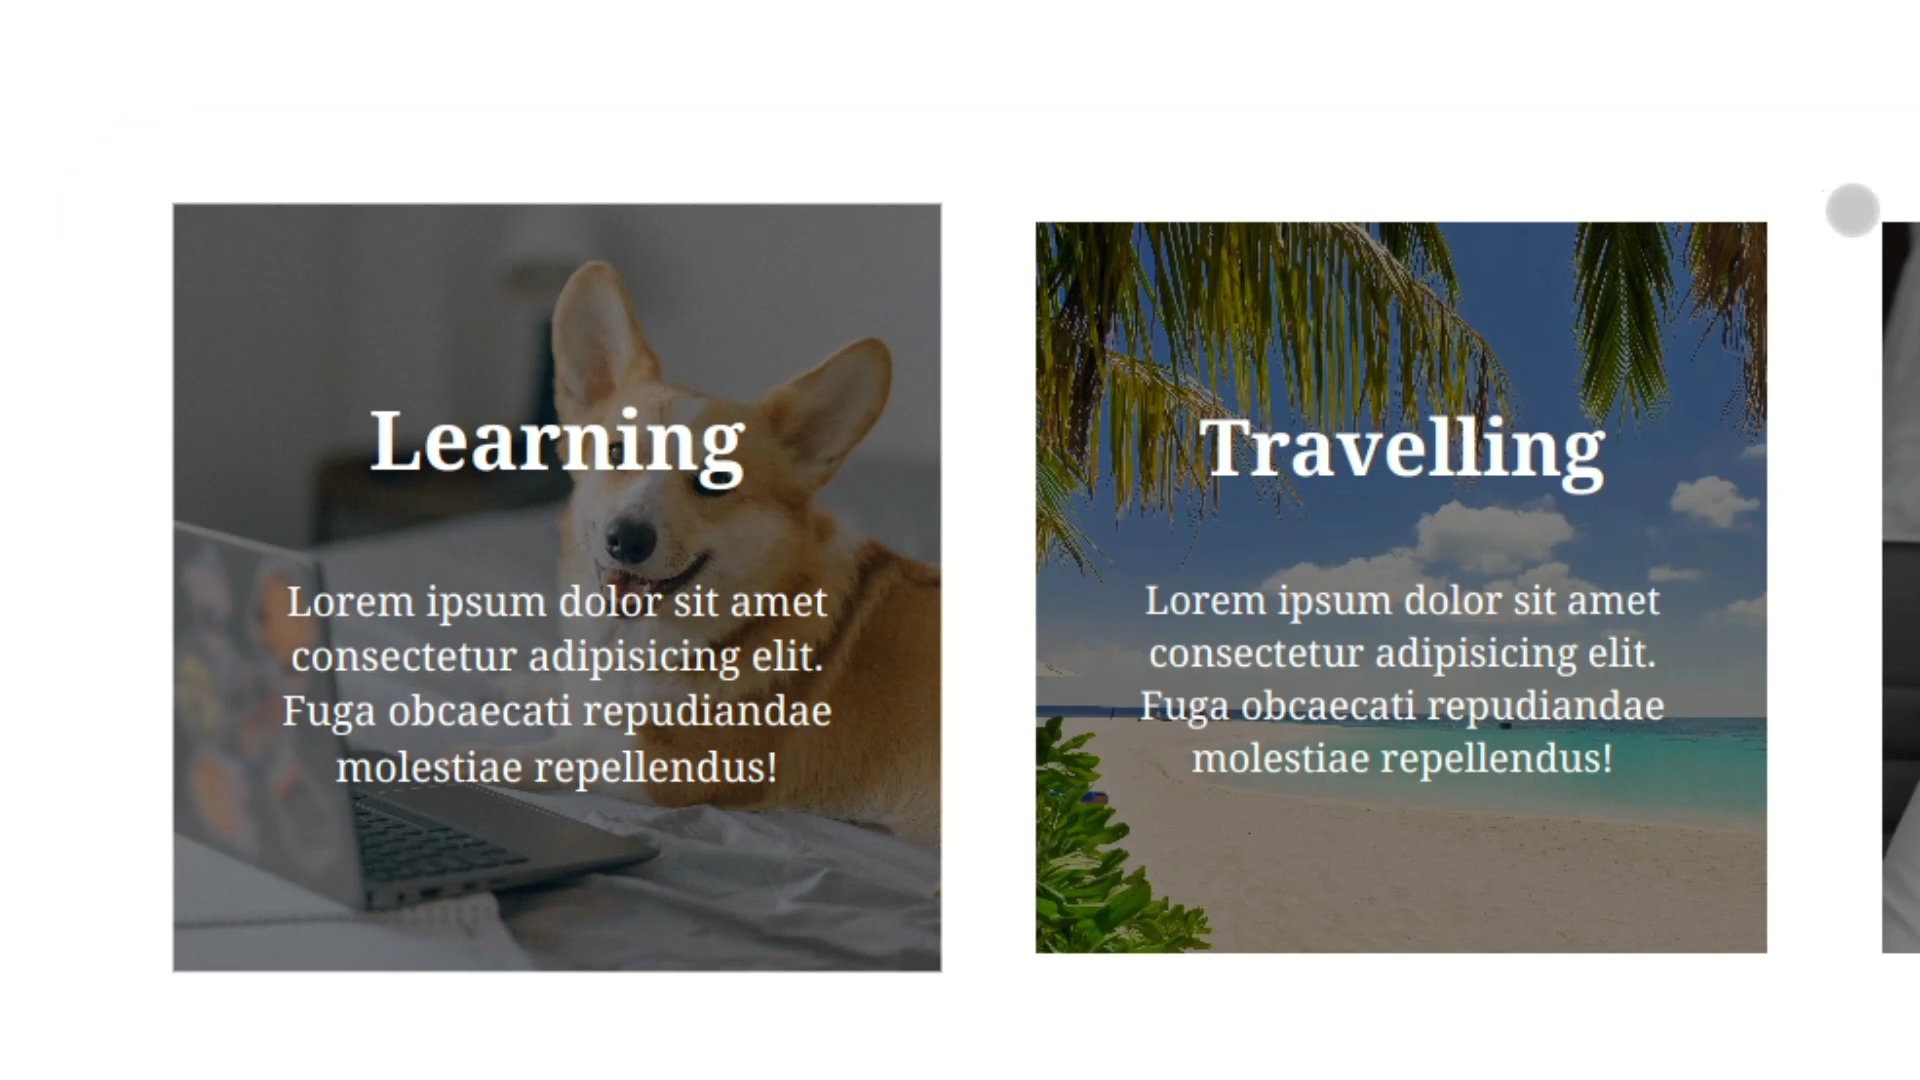 Learning
Lorem ipsum dolor sit amet
consectetur adipisicing elit.
Fuga obcaecati repudiandae
molestiae repellendus!
Travelling
Lorem ipsum dolor sit amet
consectetur adipisicing elit.
Fuga obcaecati repudiandae
molestiae repellendus!